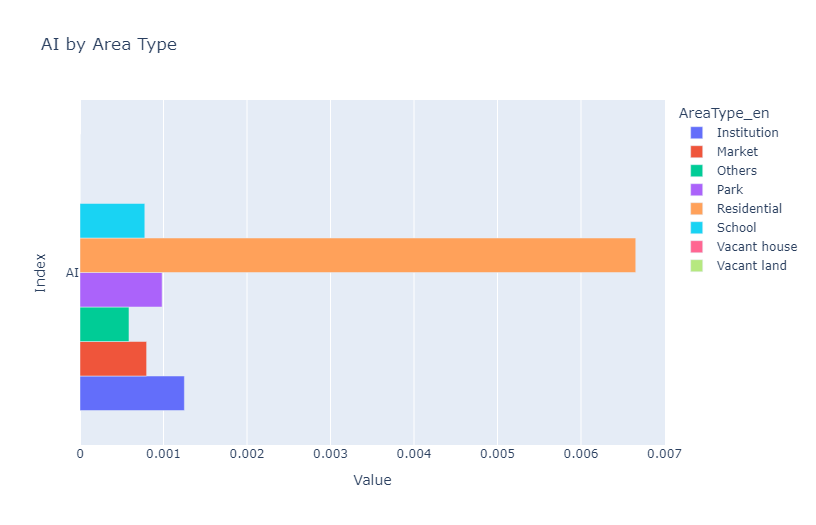 AI by Area Type
AreaType_en
Institution
Market
Others
Park
Residential
School
Vacant house
Vacant land
Index
AI
0 0.001 0.002 0.003 0.004 0.005 0.006 0.007
Value